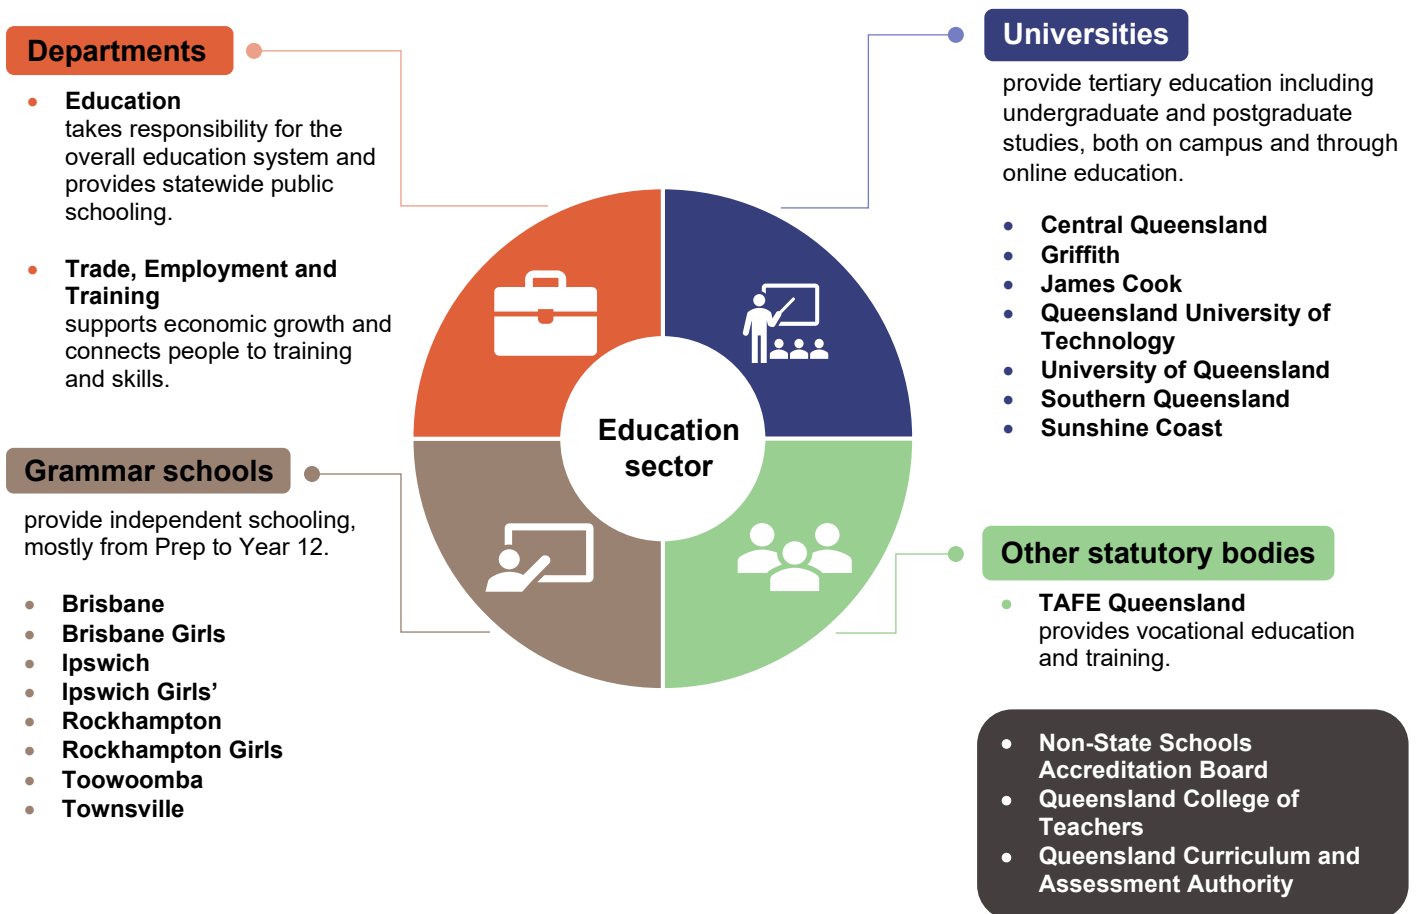 Departments
Education
takes responsibility for the
overall education system and
provides statewide public
schooling.
Trade, Employment and
Training
supports economic growth and
connects people to training
and skills.
Grammar schools
provide independent schooling,
mostly from Prep to Year 12.
Brisbane
Brisbane Girls
Ipswich
Ipswich Girls’
Rockhampton
Rockhampton Girls
Toowoomba
Townsville
Education
sector
Universities
provide tertiary education including
undergraduate and postgraduate
studies, both on campus and through
online education.
Central Queensland
Griffith
James Cook
Queensland University of
Technology
University of Queensland
Southern Queensland
Sunshine Coast
Other statutory bodies
TAFE Queensland
provides vocational education
and training.
Non-State Schools
Accreditation Board
Queensland College of
Teachers
Queensland Curriculum and
Assessment Authority